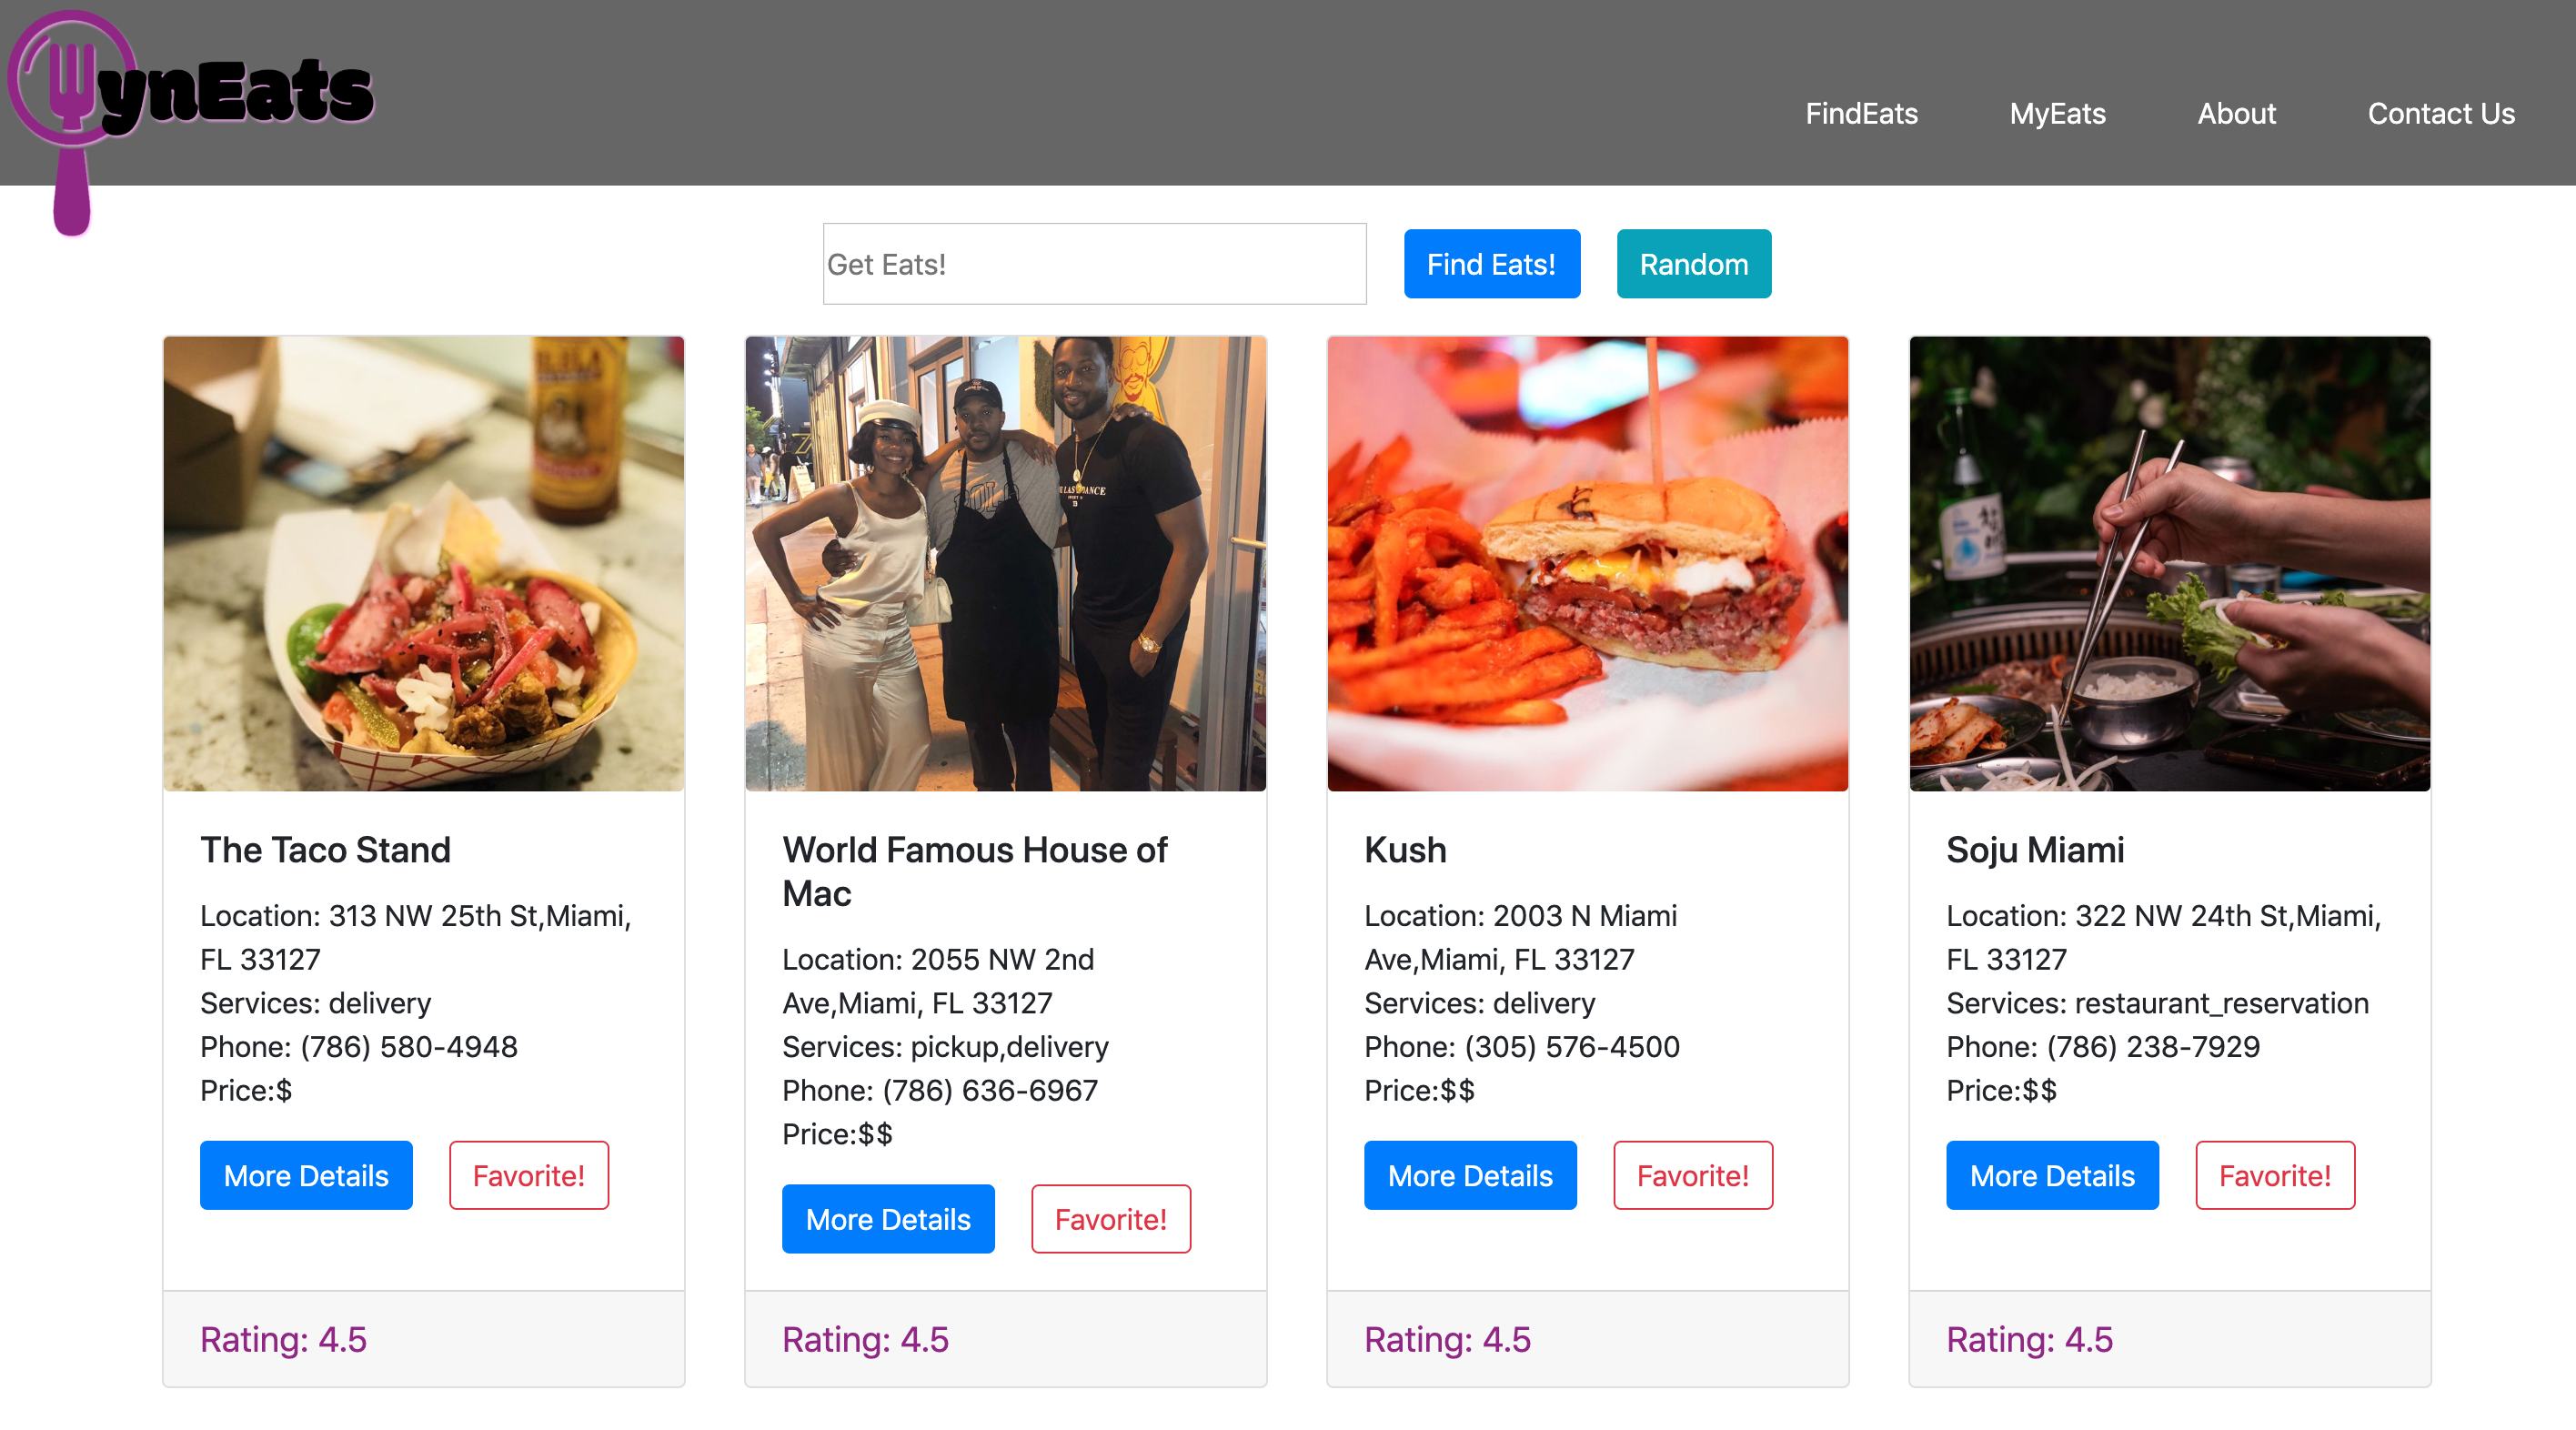 WynEats
FindEats
MyEats
About
Contact Us
Get Eats!
Find Eats!
Random
The Taco Stand
Location: 313 NW 25th St,Miami,
FL 33127
Services: delivery
Phone: (786) 580-4948
Price:$
More Details
Favorite!
Rating: 4.5
World Famous House of
Mac
Location: 2055 NW 2nd
Ave,Miami, FL 33127
Services: pickup,delivery
Phone: (786) 636-6967
Price:$$
More Details
Favorite!
Rating: 4.5
Kush
Location: 2003 N Miami
Ave,Miami, FL 33127
Services: delivery
Phone: (305) 576-4500
Price:$$
More Details
Favorite!
Rating: 4.5
Soju Miami
Location: 322 NW 24th St,Miami,
FL 33127
Services: restaurant_reservation
Phone: (786) 238-7929
Price:$$
More Details
Favorite!
Rating: 4.5